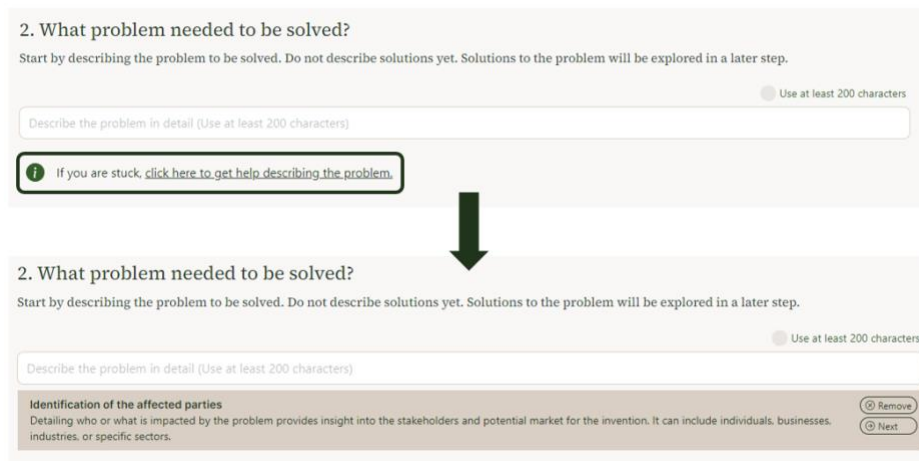 2. What problem needed to be solved?
Start by describing the problem to be solved. Do not describe solutions yet. Solutions to the problem will be explored in a later step.
Use at least 200 characters
Describe the problem in detail (Use at least 200 characters)
If you are stuck, click here to get help describing the problem.
2. What problem needed to be solved?
Start by describing the problem to be solved. Do not describe solutions yet. Solutions to the problem will be explored in a later step.
Use at least 200 characters
Describe the problem in detail (Use at least 200 characters)
Identification of the affected parties
Remove
Detailing who or what is impacted by the problem provides insight into the stakeholders and potential market for the invention. It can include individuals, businesses,
industries, or specific sectors.
Next